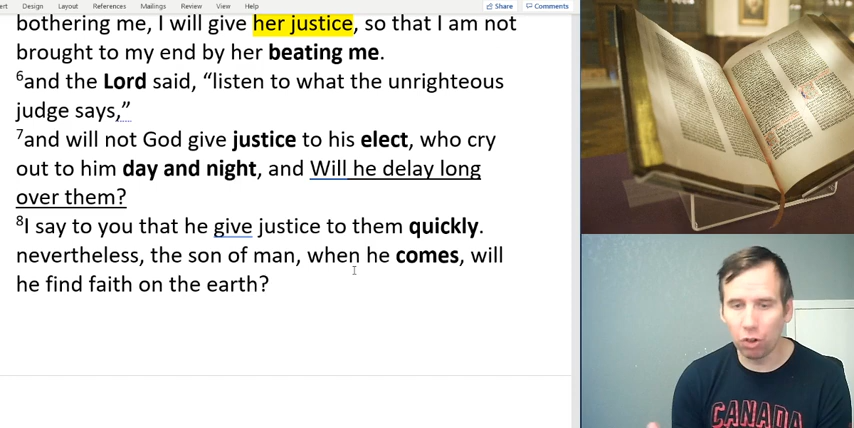 ert Design Layout References Mailings Review View Help Share Comments
bothering me, I will give her justice, so that I am not
brought to my end by her beating me.
6and the Lord said, “listen to what the unrighteous
judge says,”
7and will not God give justice to his elect, who cry
out to him day and night, and Will he delay long
over them?
8I say to you that he give justice to them quickly.
nevertheless, the son of man, when he comes, will
he find faith on the earth?
CANADA